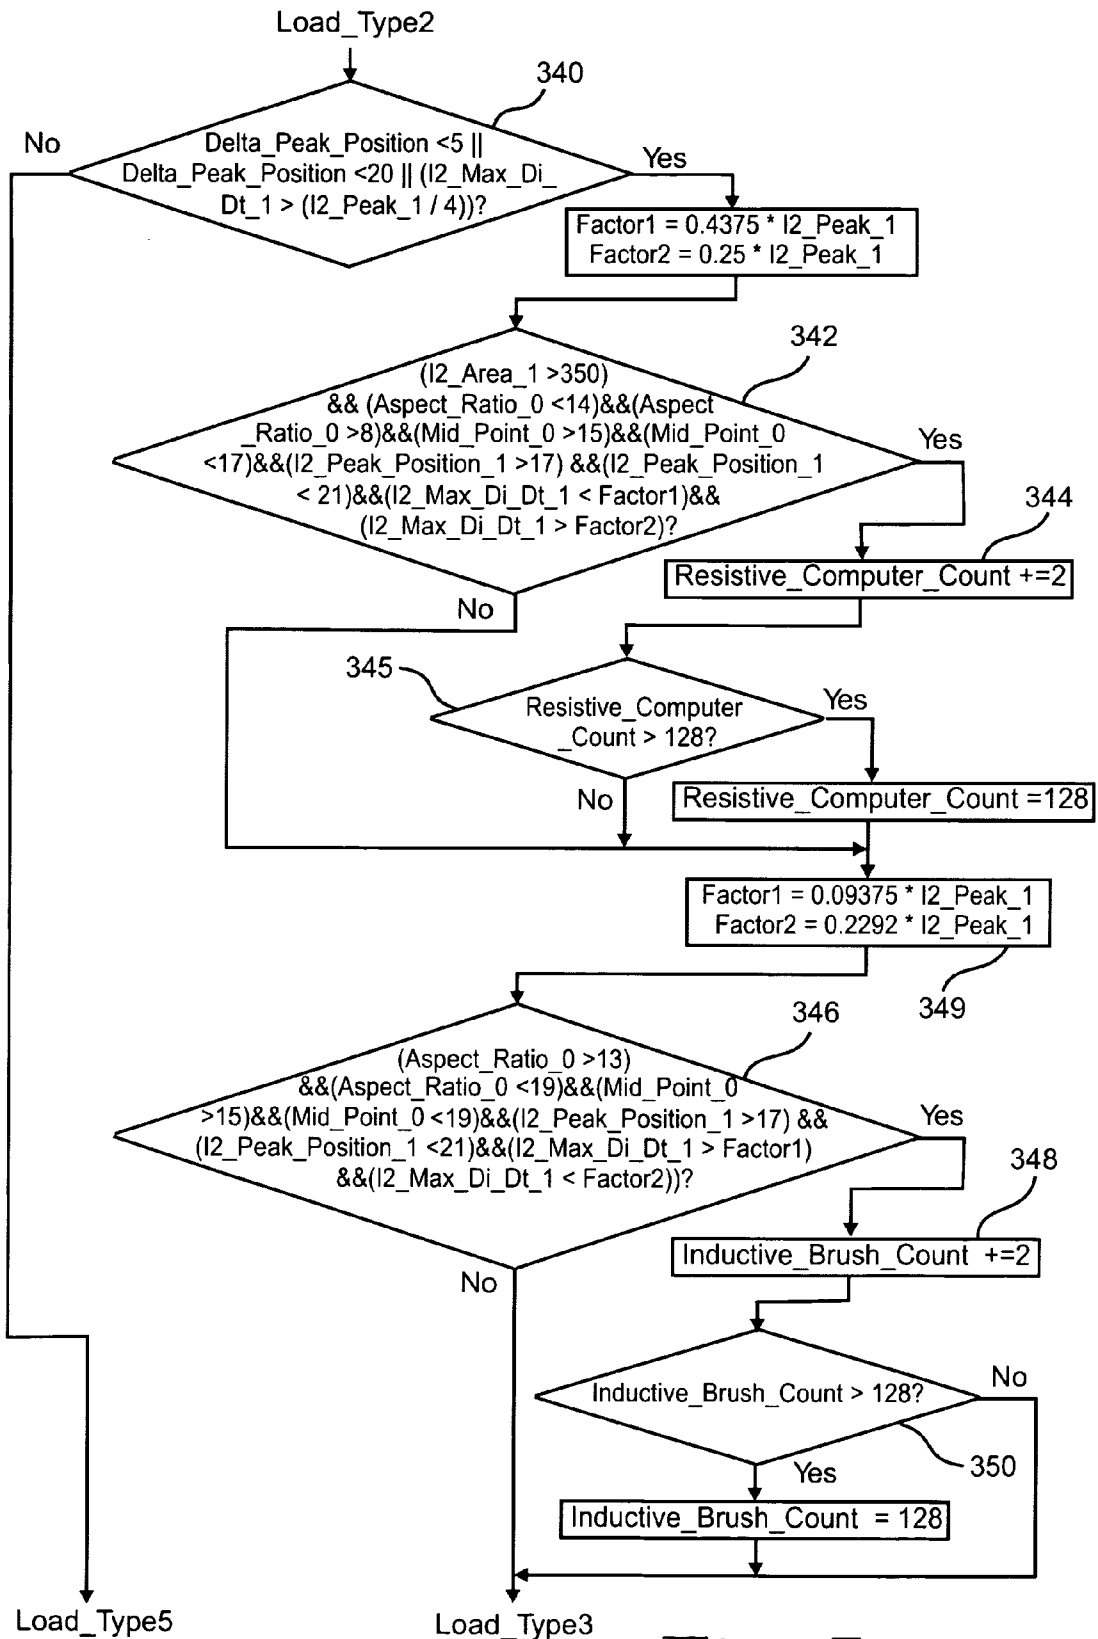 Load_Type2
340
No
Delta_Peak_Position <5 ||
Delta_Peak_Position <20 || (I2_Max_Di_
Dt_1 > (I2_Peak_1 / 4))?
Yes
Factor1 = 0.4375 * I2_Peak_1
Factor2 = 0.25 * I2_Peak_1
342
(I2_Area_1 >350)
&& (Aspect_Ratio_0 <14)&&(Aspect
_Ratio_0 >8)&&(Mid_Point_0 >15)&&(Mid_Point_0
<17)&&(I2_Peak_Position_1 >17) &&(I2_Peak_Position_1
< 21)&&(I2_Max_Di_Dt_1 < Factor1)&&
(I2_Max_Di_Dt_1 > Factor2)?
Yes
344
Resistive_Computer_Count +=2
No
345
Resistive_Computer
_Count > 128?
Yes
No
Resistive_Computer_Count =128
Factor1 = 0.09375 * I2_Peak_1
Factor2 = 0.2292 * I2_Peak_1
349
346
(Aspect_Ratio_0 >13)
&&(Aspect_Ratio_0 <19)&&(Mid_Point_0
>15)&&(Mid_Point_0 <19)&&(I2_Peak_Position_1 >17) &&
(I2_Peak_Position_1 <21)&&(I2_Max_Di_Dt_1 > Factor1)
&&(I2_Max_Di_Dt_1 < Factor2))?
Yes
348
Inductive_Brush_Count +=2
No
Inductive_Brush_Count > 128?
No
350
Yes
Inductive_Brush_Count = 128
Load_Type5
Load_Type3